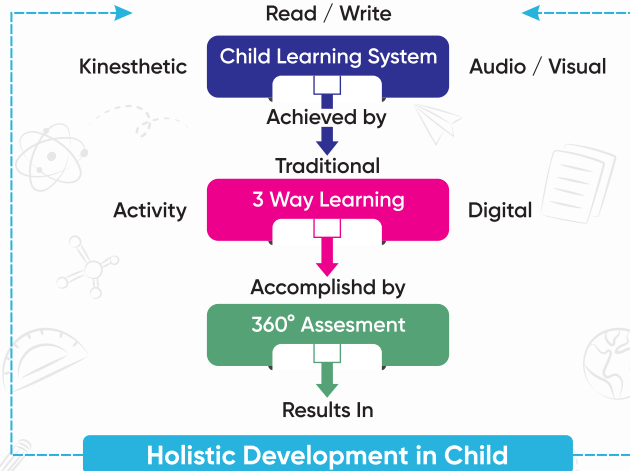 Read / Write
Kinesthetic
Child Learning System
Audio / Visual
Achieved by
Traditional
Activity
3 Way Learning
Digital
Accomplishd by
360° Assesment
Results In
Holistic Development in Child